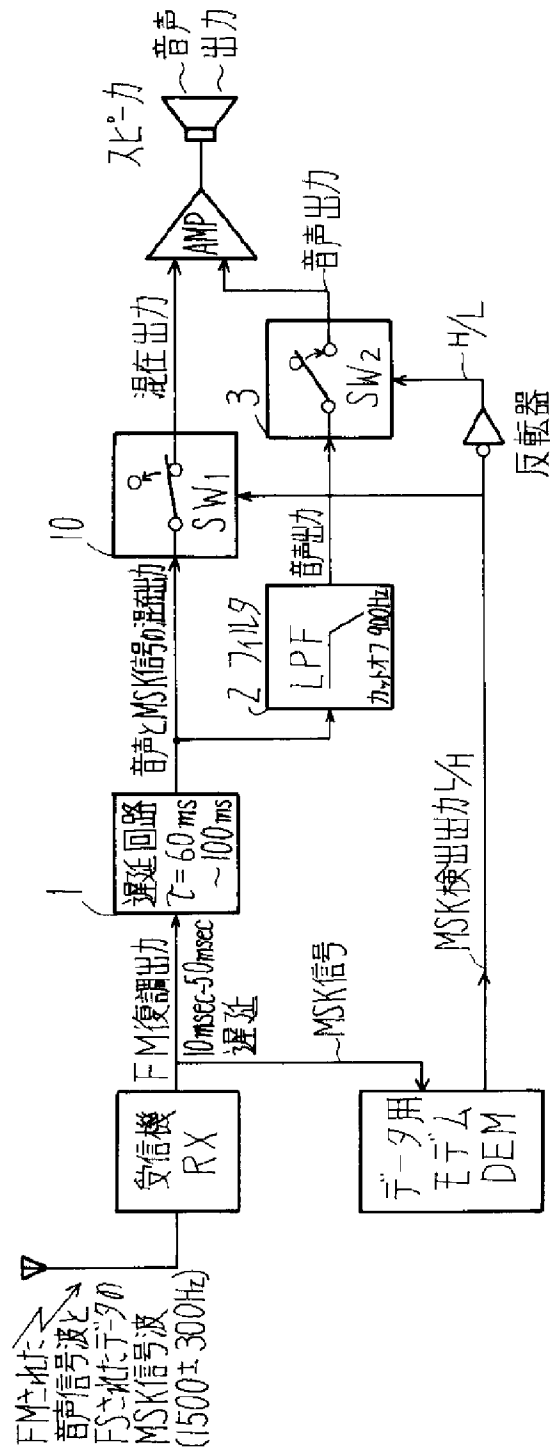 FMされた
音声信号波と
FSされたデータの
MSK信号波
(1500±300Hz)
受信機
RX
FM復調出力
10msec~50msec
遅延
MSK信号
データ用
モデム
DEM
1
遅延回路
τ=60ms
~100ms
音声とMSK信号の混在出力
2 フィルタ
LPF
カットオフ900Hz
音声出力
MSK検出出力L/H
10
SW1
混在出力
3
SW2
音声出力
H/L
反転器
AMP
スピーカ
音声
出力